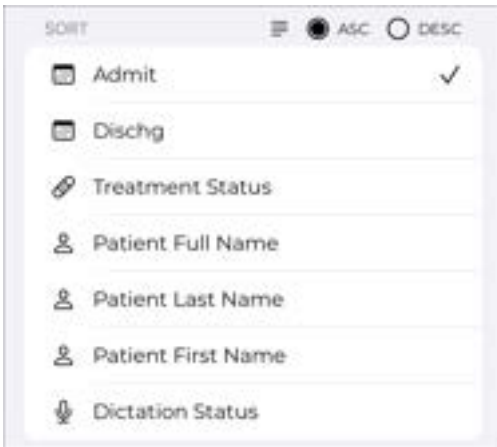 SORT ASC DESC
Admit
Dischg
Treatment Status
Patient Full Name
Patient Last Name
Patient First Name
Dictation Status